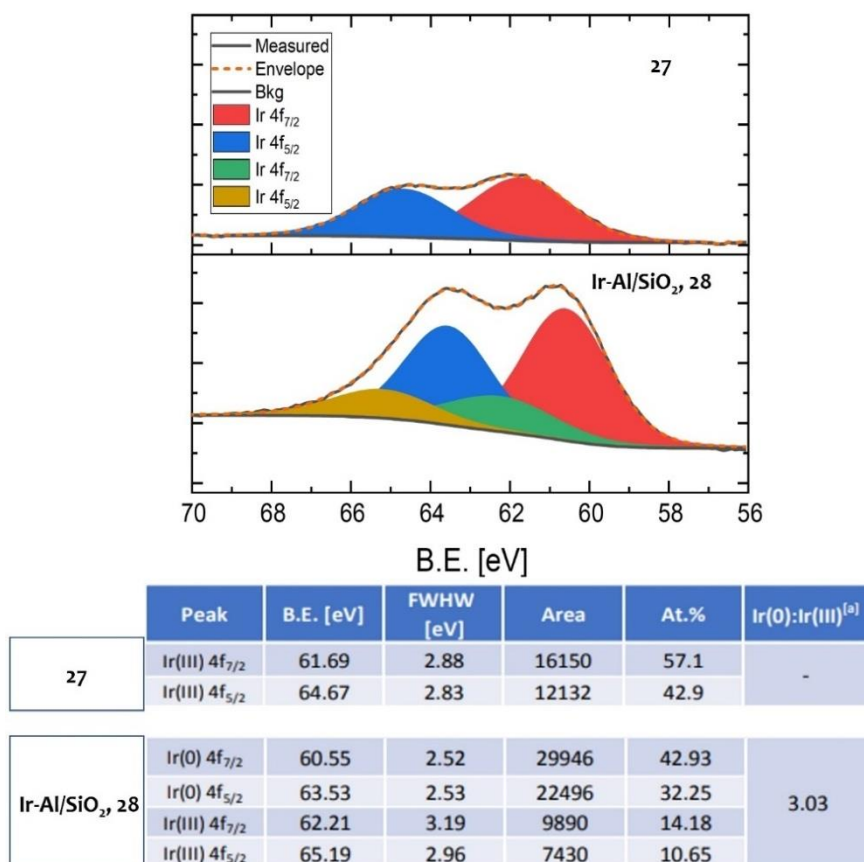 Measured
Envelope
Bkg
Ir 4f7/2
Ir 4f5/2
Ir 4f7/2
Ir 4f5/2
27
Ir-Al/SiO2, 28
70 68 66 64 62 60 58 56
B.E. [eV]
Peak B.E. [eV] FWHW [eV] Area At.% Ir(0):Ir(III)[a]
27
Ir(III) 4f7/2 61.69 2.88 16150 57.1 -
Ir(III) 4f5/2 64.67 2.83 12132 42.9
Ir-Al/SiO2, 28
Ir(0) 4f7/2 60.55 2.52 29946 42.93 3.03
Ir(0) 4f5/2 63.53 2.53 22496 32.25
Ir(III) 4f7/2 62.21 3.19 9890 14.18
Ir(III) 4f5/2 65.19 2.96 7430 10.65